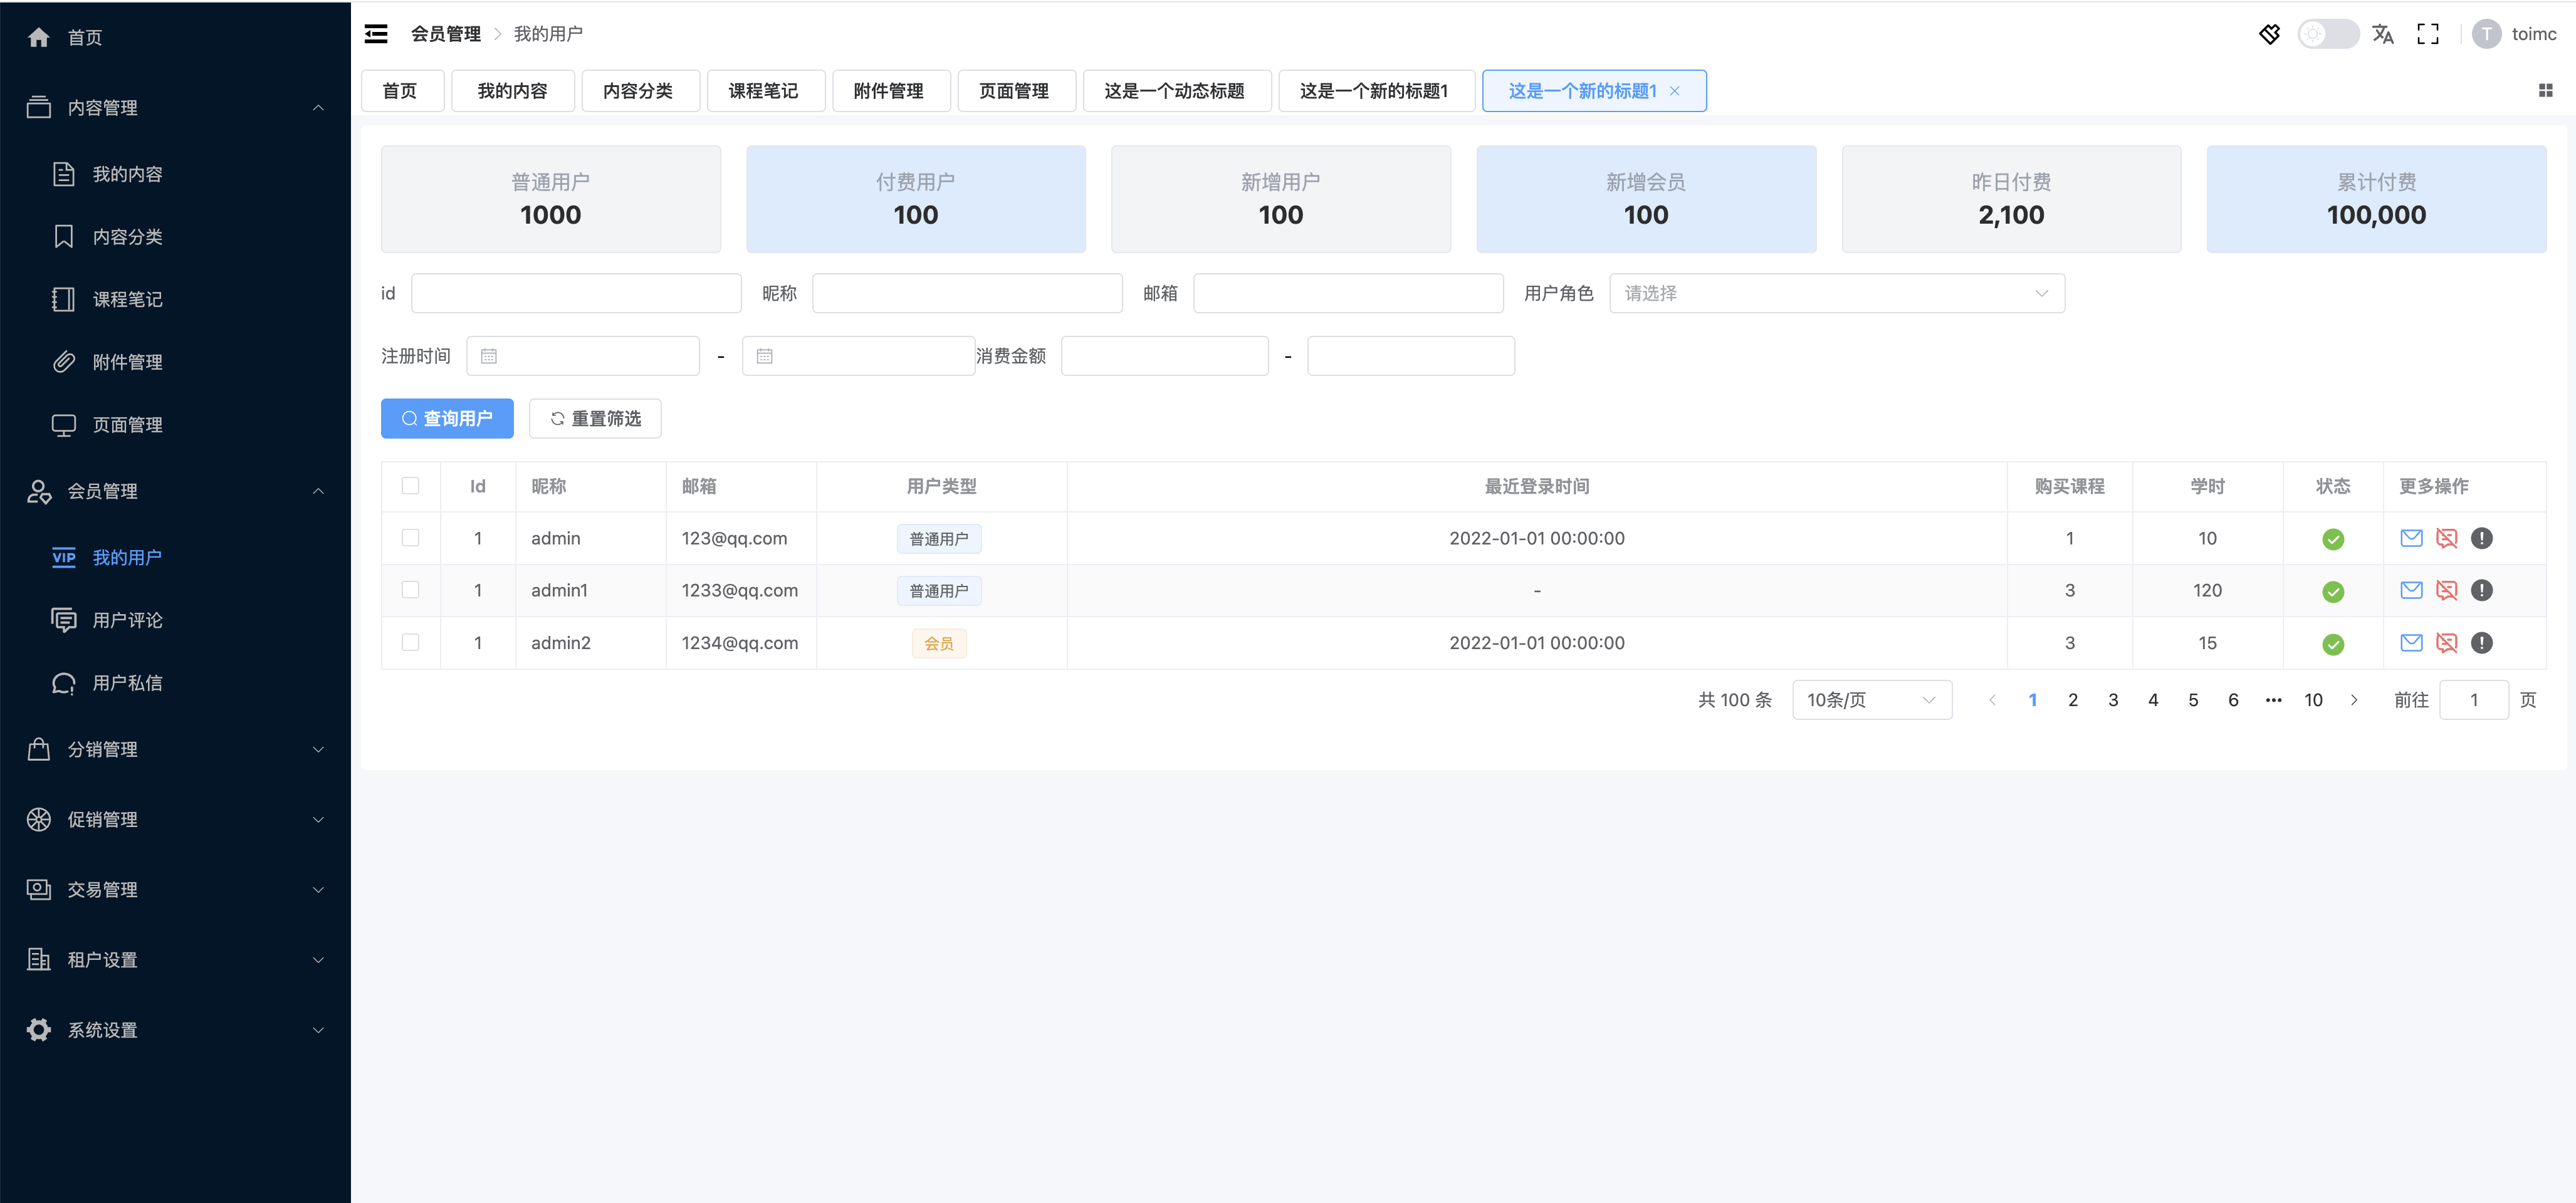 首页
内容管理
我的内容
内容分类
课程笔记
附件管理
页面管理
会员管理
VIP 我的用户
用户评论
用户私信
分销管理
促销管理
交易管理
租户设置
系统设置
会员管理 > 我的用户
T toimc
首页 我的内容 内容分类 课程笔记 附件管理 页面管理 这是一个动态标题 这是一个新的标题1 这是一个新的标题1 ×
普通用户 付费用户 新增用户 新增会员 昨日付费 累计付费
1000 100 100 100 2,100 100,000
id 昵称 邮箱 用户角色 请选择
注册时间 - 消费金额 -
查询用户 重置筛选
Id 昵称 邮箱 用户类型 最近登录时间 购买课程 学时 状态 更多操作
1 admin 123@qq.com 普通用户 2022-01-01 00:00:00 1 10
1 admin1 1233@qq.com 普通用户 - 3 120
1 admin2 1234@qq.com 会员 2022-01-01 00:00:00 3 15
共 100 条 10条/页 < 1 2 3 4 5 6 ••• 10 > 前往 1 页